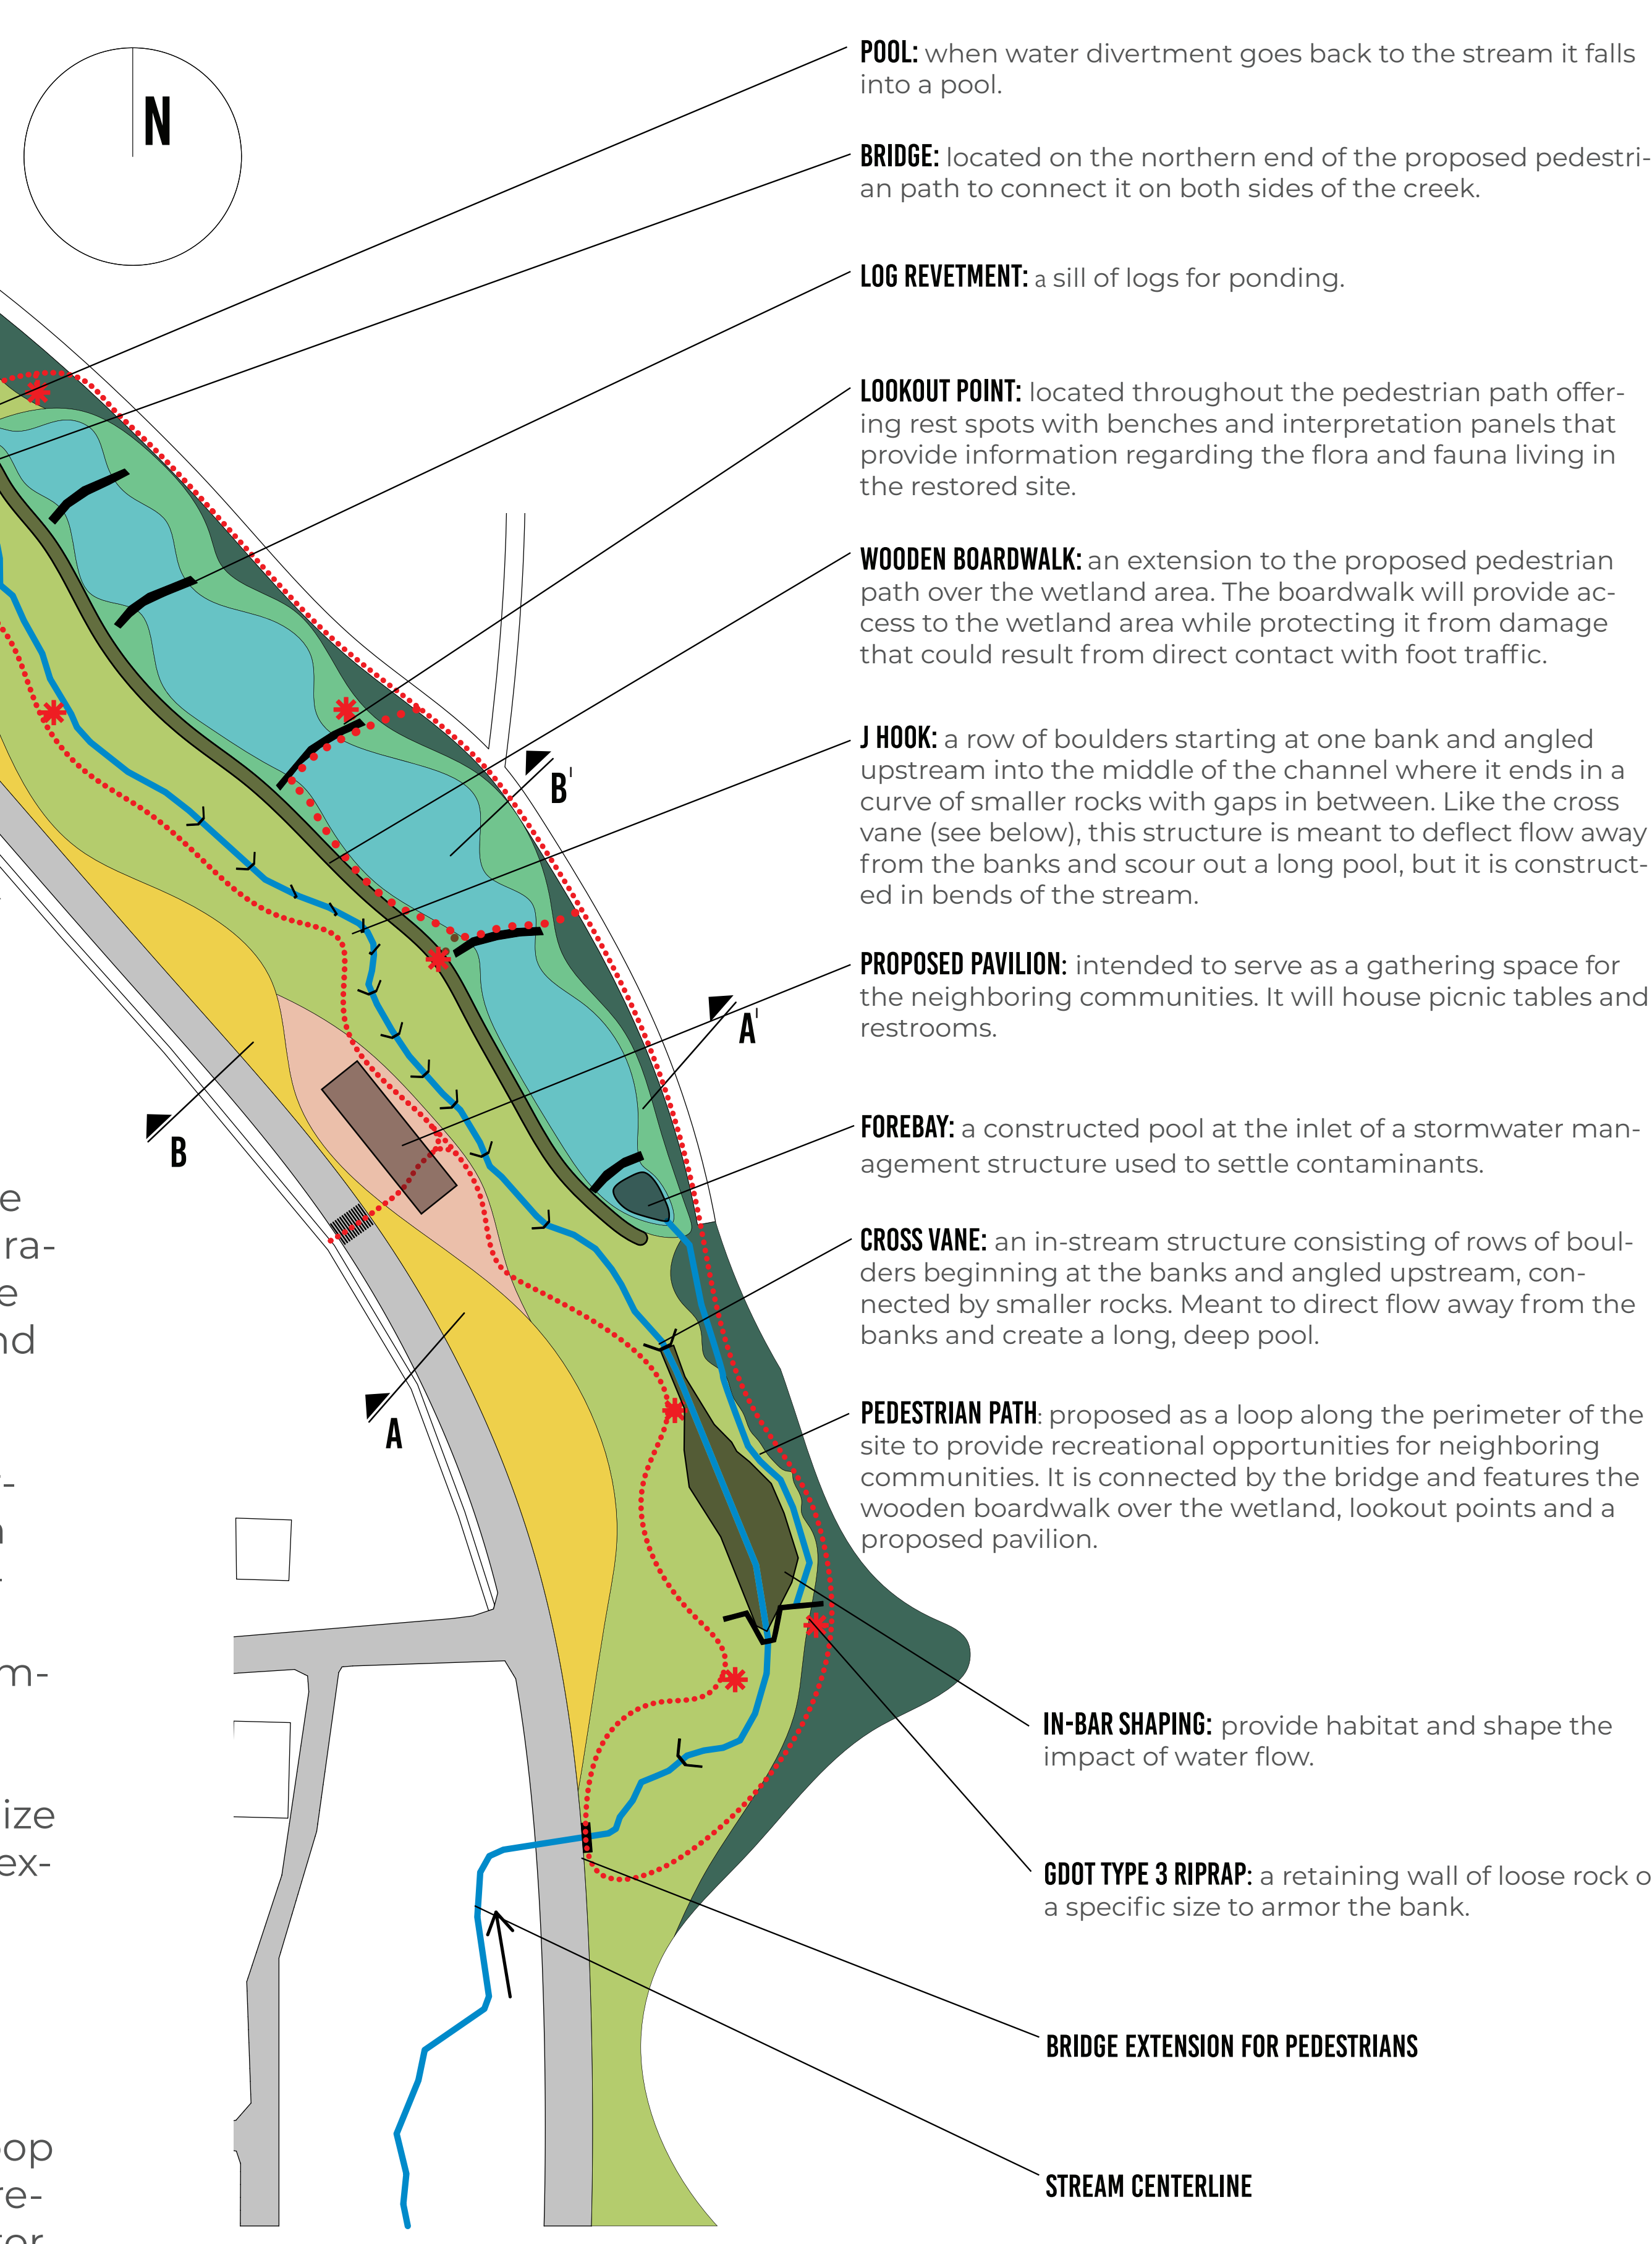 N
POOL: when water divertment goes back to the stream it falls
into a pool.
BRIDGE: located on the northern end of the proposed pedestri-
an path to connect it on both sides of the creek.
LOG REVETMENT: a sill of logs for ponding.
LOOKOUT POINT: located throughout the pedestrian path offer-
ing rest spots with benches and interpretation panels that
provide information regarding the flora and fauna living in
the restored site.
WOODEN BOARDWALK: an extension to the proposed pedestrian
path over the wetland area. The boardwalk will provide ac-
cess to the wetland area while protecting it from damage
that could result from direct contact with foot traffic.
J HOOK: a row of boulders starting at one bank and angled
upstream into the middle of the channel where it ends in a
curve of smaller rocks with gaps in between. Like the cross
vane (see below), this structure is meant to deflect flow away
from the banks and scour out a long pool, but it is construct-
ed in bends of the stream.
B'
PROPOSED PAVILION: intended to serve as a gathering space for
the neighboring communities. It will house picnic tables and
restrooms.
A'
FOREBAY: a constructed pool at the inlet of a stormwater man-
agement structure used to settle contaminants.
B
CROSS VANE: an in-stream structure consisting of rows of boul-
ders beginning at the banks and angled upstream, con-
nected by smaller rocks. Meant to direct flow away from the
banks and create a long, deep pool.
A
PEDESTRIAN PATH: proposed as a loop along the perimeter of the
site to provide recreational opportunities for neighboring
communities. It is connected by the bridge and features the
wooden boardwalk over the wetland, lookout points and a
proposed pavilion.
IN-BAR SHAPING: provide habitat and shape the
impact of water flow.
GDOT TYPE 3 RIPRAP: a retaining wall of loose rock
a specific size to armor the bank.
BRIDGE EXTENSION FOR PEDESTRIANS
STREAM CENTERLINE